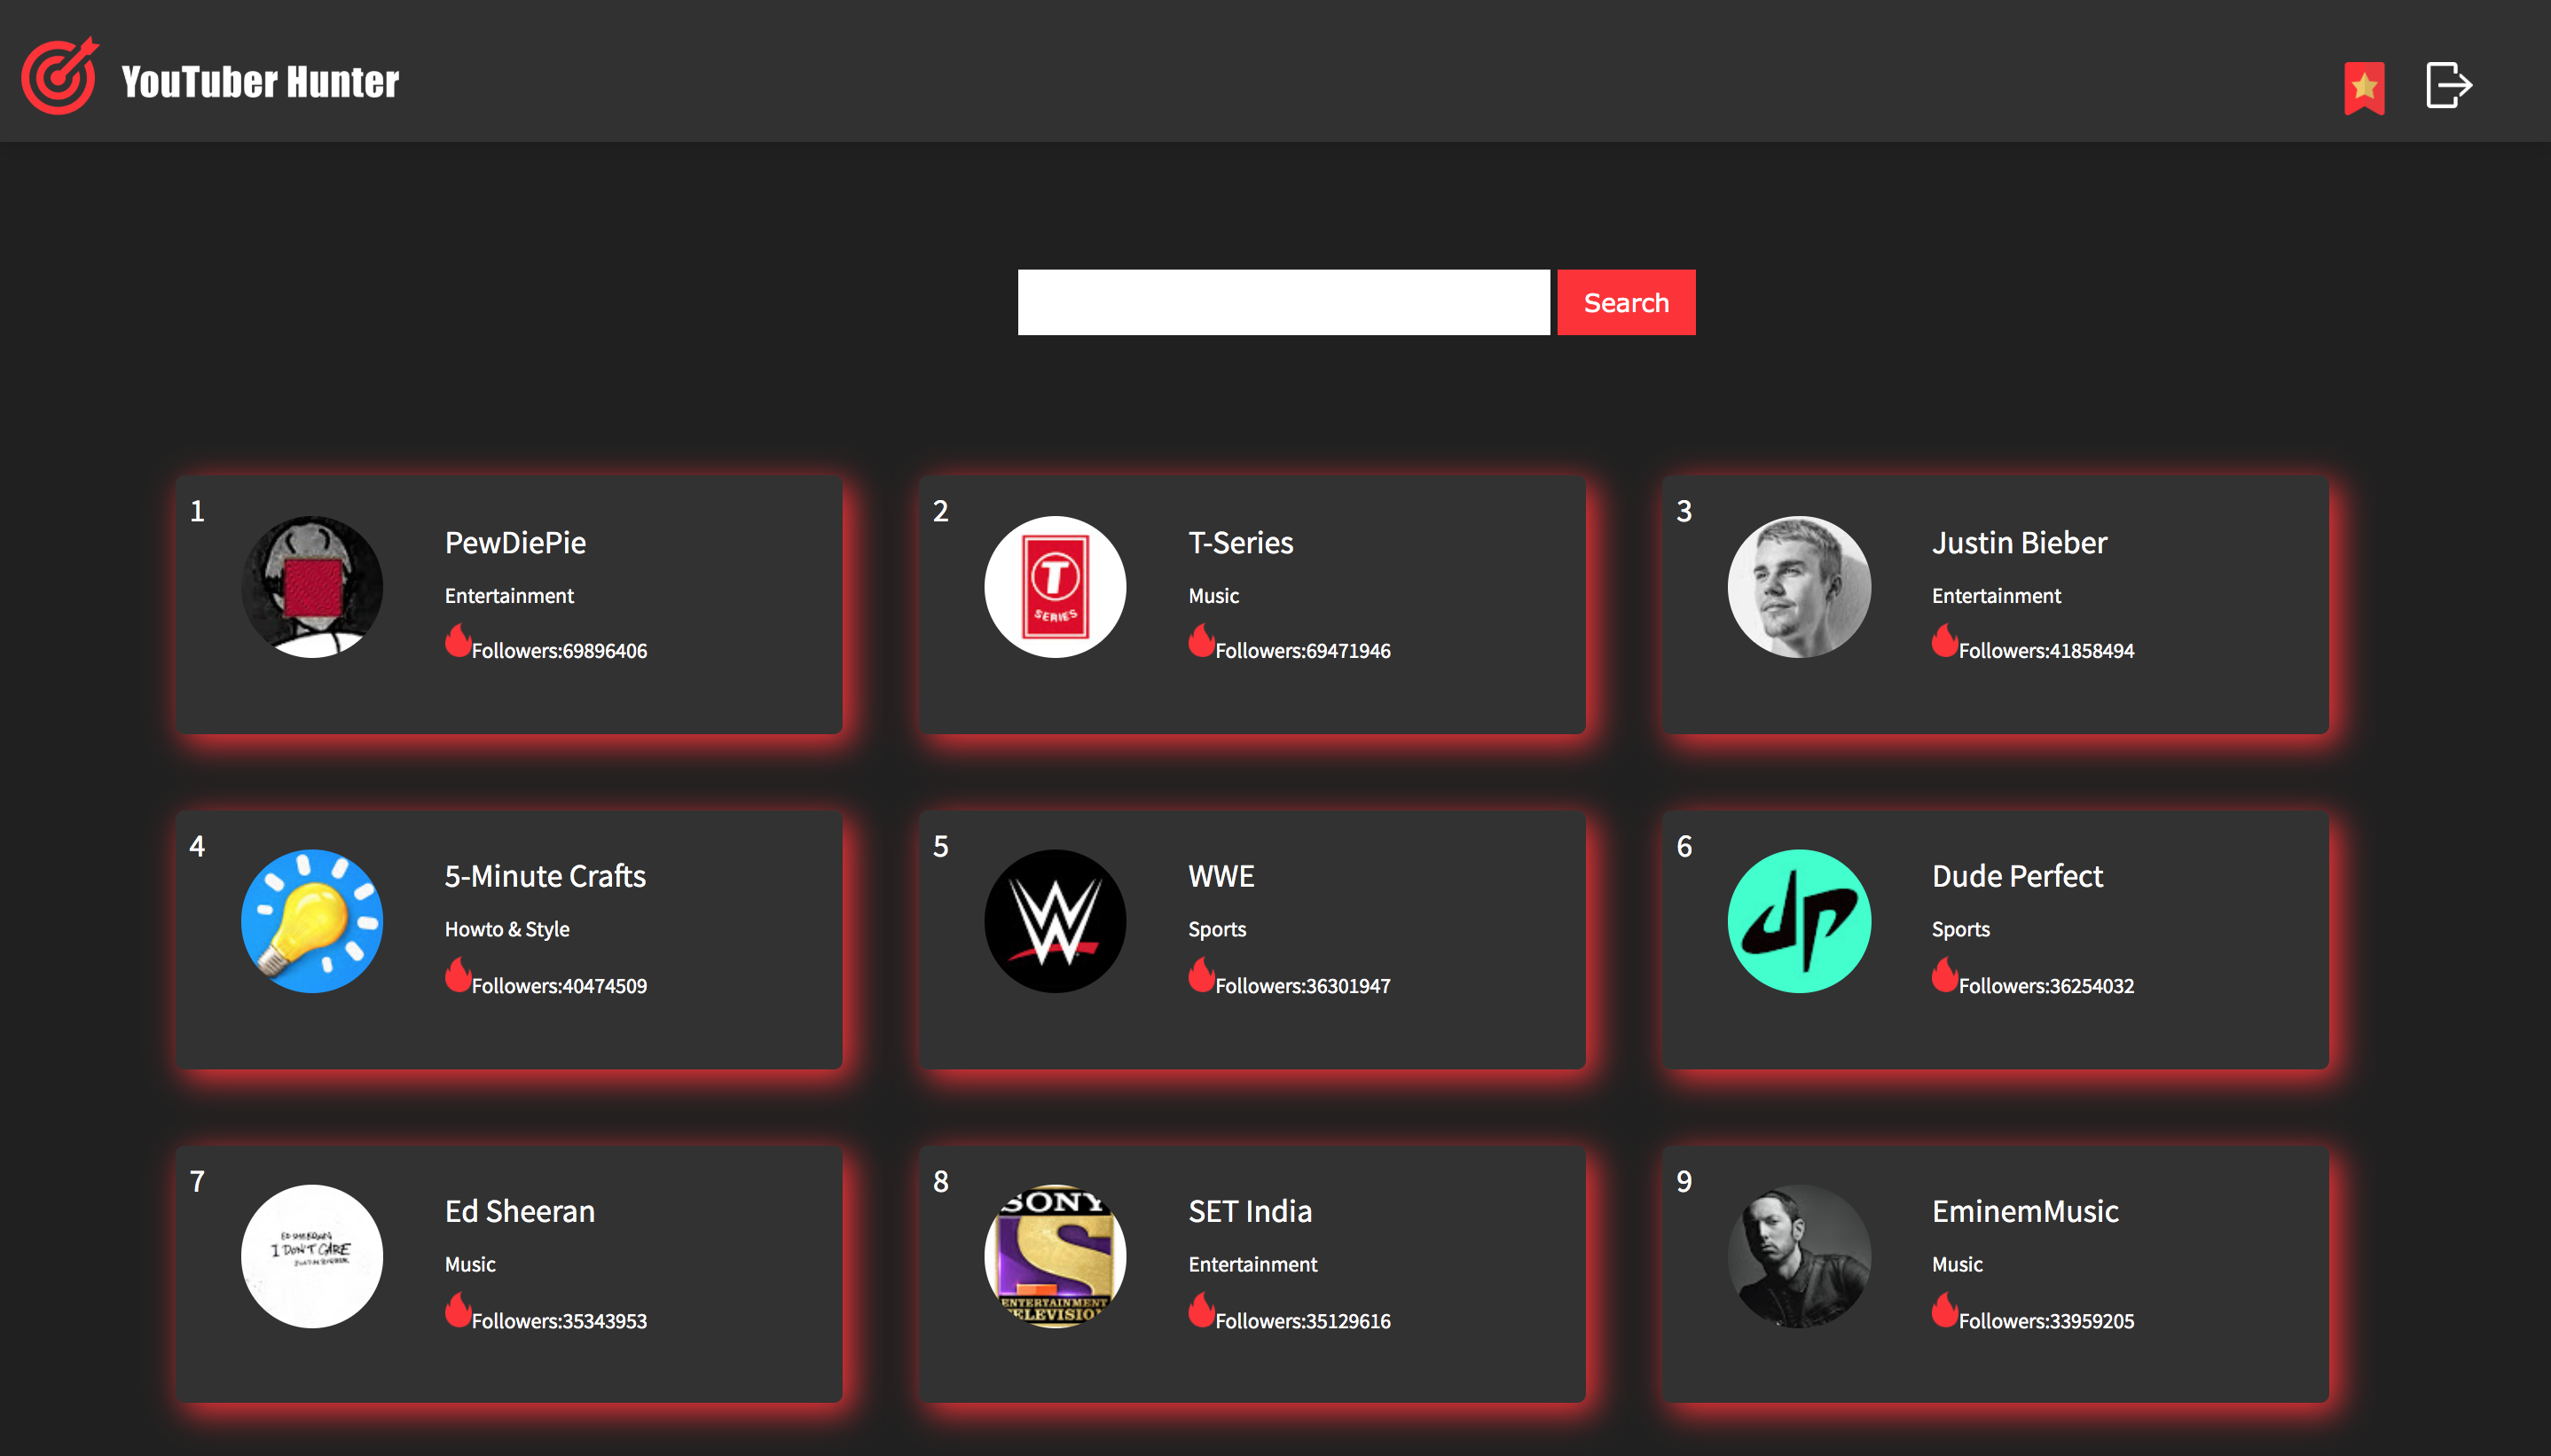 YouTuber Hunter
Search
1
PewDiePie
Entertainment
Followers:69896406
2
T
SERIES
T-Series
Music
Followers:69471946
3
Justin Bieber
Entertainment
Followers:41858494
4
5-Minute Crafts
Howto & Style
Followers:40474509
5
W
WWE
Sports
Followers:36301947
6
dp
Dude Perfect
Sports
Followers:36254032
7
ED SHEERAN
I DON'T CARE
JUSTIN BIEBER
Ed Sheeran
Music
Followers:35343953
8
SONY
S
ENTERTAINMENT
TELEVISION
SET India
Entertainment
Followers:35129616
9
EminemMusic
Music
Followers:33959205